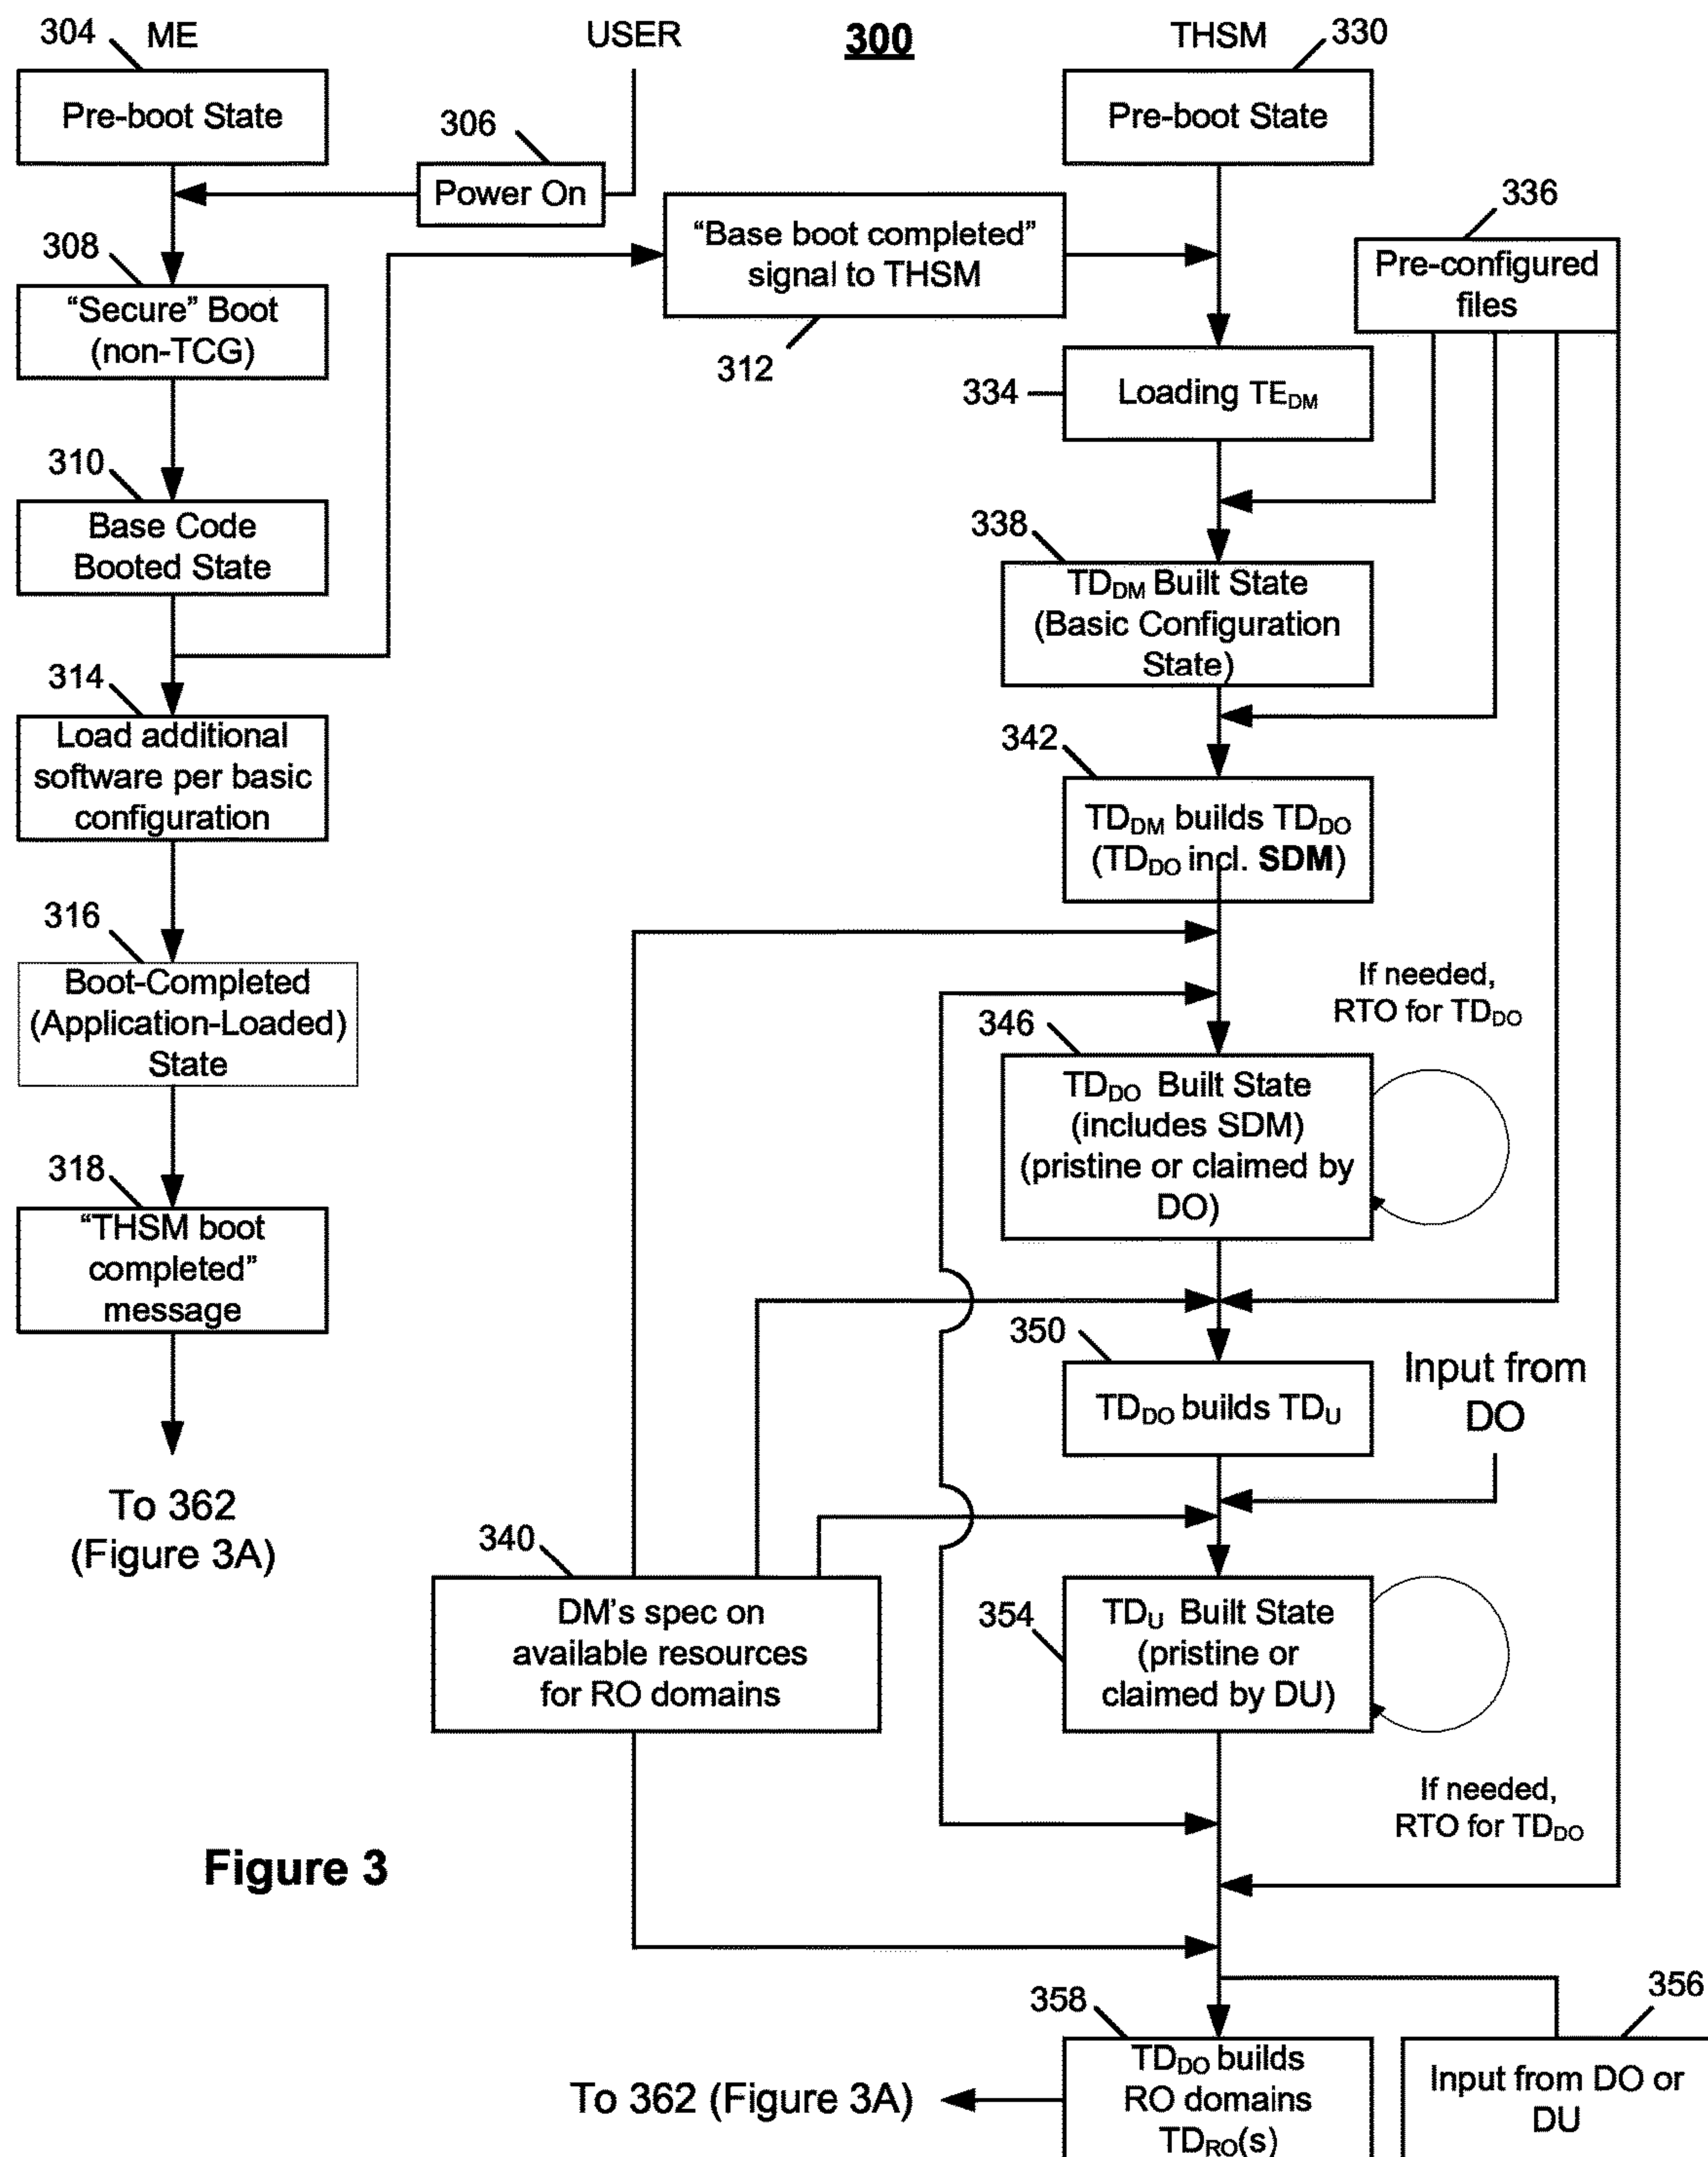 304 ME
USER
300
THSM 330
Pre-boot State
Pre-boot State
306
Power On
336
"Base boot completed"
signal to THSM
312
Pre-configured
files
308
"Secure" Boot
(non-TCG)
334
Loading TEDM
310
Base Code
Booted State
338
TDDM Built State
(Basic Configuration
State)
314
Load additional
software per basic
configuration
342
TDDM builds TDDO
(TDDO incl. SDM)
316
Boot-Completed
(Application-Loaded)
State
If needed,
RTO for TDDO
346
TDDO Built State
(includes SDM)
(pristine or claimed by
DO)
318
"THSM boot
completed"
message
350
TDDO builds TDU
Input from
DO
To 362
(Figure 3A)
340
DM's spec on
available resources
for RO domains
354
TDU Built State
(pristine or
claimed by DU)
If needed,
RTO for TDDO
Figure 3
358
TDDO builds
RO domains
TDRO(s)
356
Input from DO or
DU
To 362 (Figure 3A)